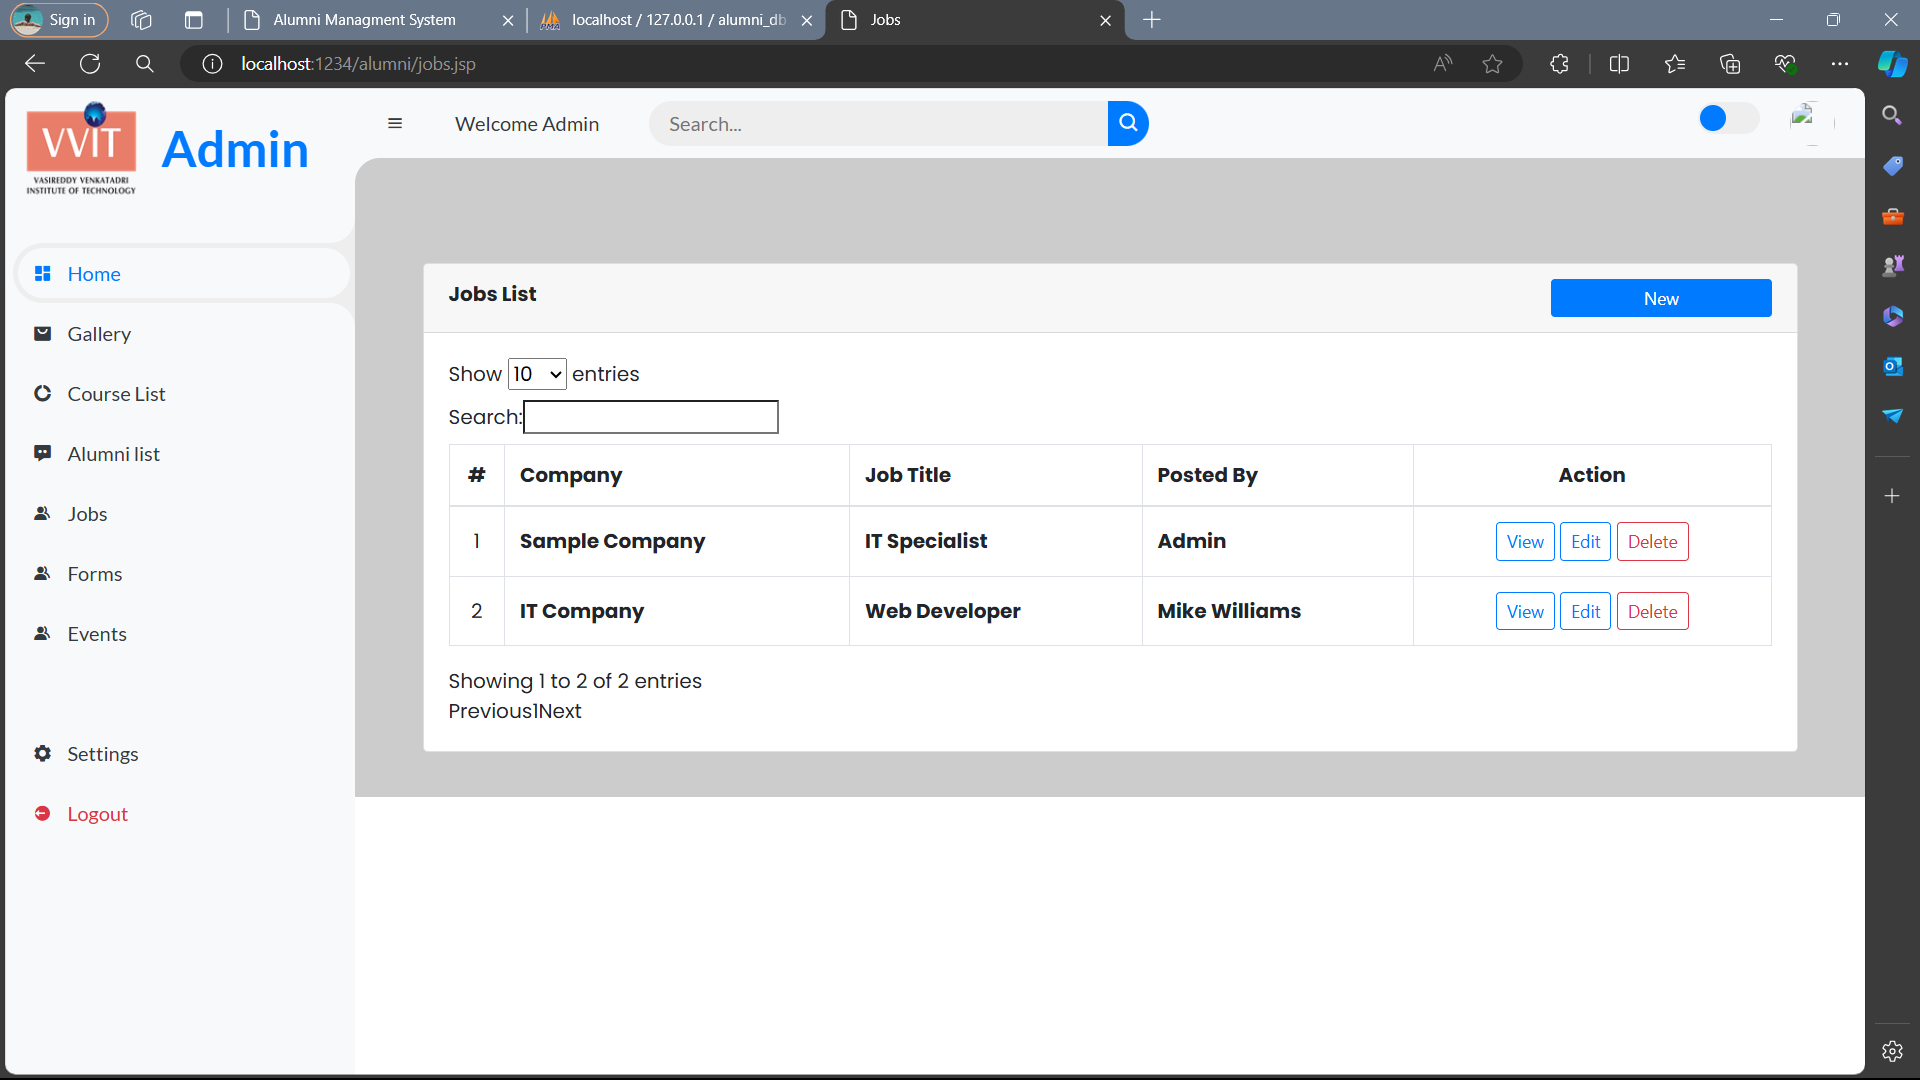 Sign in
Alumni Managment System
localhost / 127.0.0.1 / alumni_db
Jobs
localhost:1234/alumni/jobs.jsp
VVIT
VASIREDDY VENKATADRI
INSTITUTE OF TECHNOLOGY
Admin
Welcome Admin
Search...
Home
Gallery
Course List
Alumni list
Jobs
Forms
Events
Settings
Logout
Jobs List
New
Show 10 entries
Search:
# Company Job Title Posted By Action
1 Sample Company IT Specialist Admin View Edit Delete
2 IT Company Web Developer Mike Williams View Edit Delete
Showing 1 to 2 of 2 entries
Previous1Next